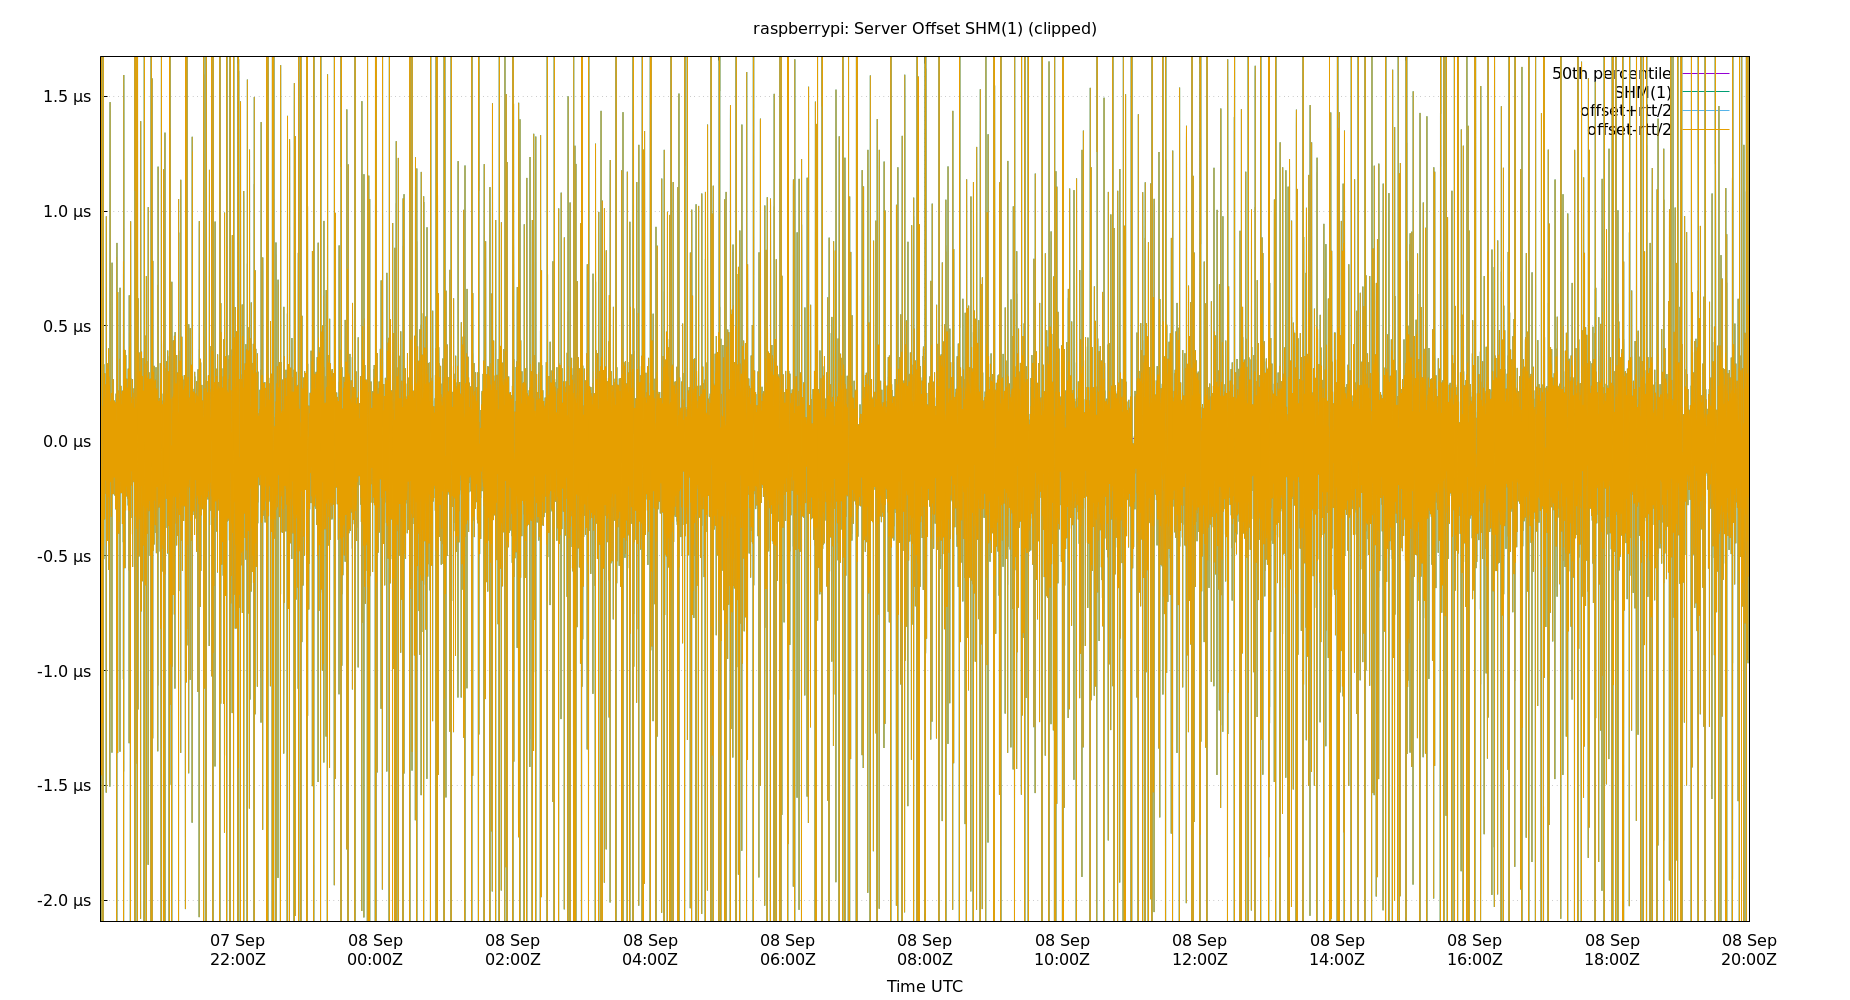 raspberrypi: Server Offset SHM(1) (clipped)
50th percentile
SHM(1)
offset+rtt/2
offset-rtt/2
1.5 µs
1.0 µs
0.5 µs
0.0 µs
-0.5 µs
-1.0 µs
-1.5 µs
-2.0 µs
07 Sep 08 Sep 08 Sep 08 Sep 08 Sep 08 Sep 08 Sep 08 Sep 08 Sep 08 Sep 08 Sep 08 Sep
22:00Z 00:00Z 02:00Z 04:00Z 06:00Z 08:00Z 10:00Z 12:00Z 14:00Z 16:00Z 18:00Z 20:00Z
Time UTC